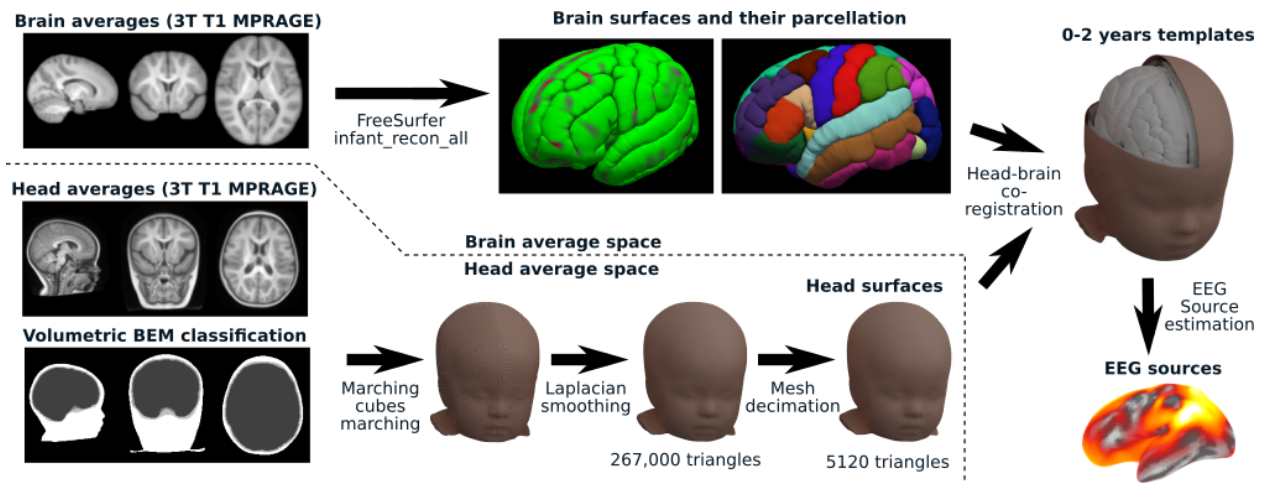 Brain averages (3T T1 MPRAGE)
FreeSurfer
infant_recon_all
Brain surfaces and their parcellation
0-2 years templates
Head averages (3T T1 MPRAGE)
Head-brain
co-
registration
Brain average space
Head average space
Volumetric BEM classification
Marching
cubes
marching
Laplacian
smoothing
267,000 triangles
Mesh
decimation
Head surfaces
5120 triangles
EEG
Source
estimation
EEG sources